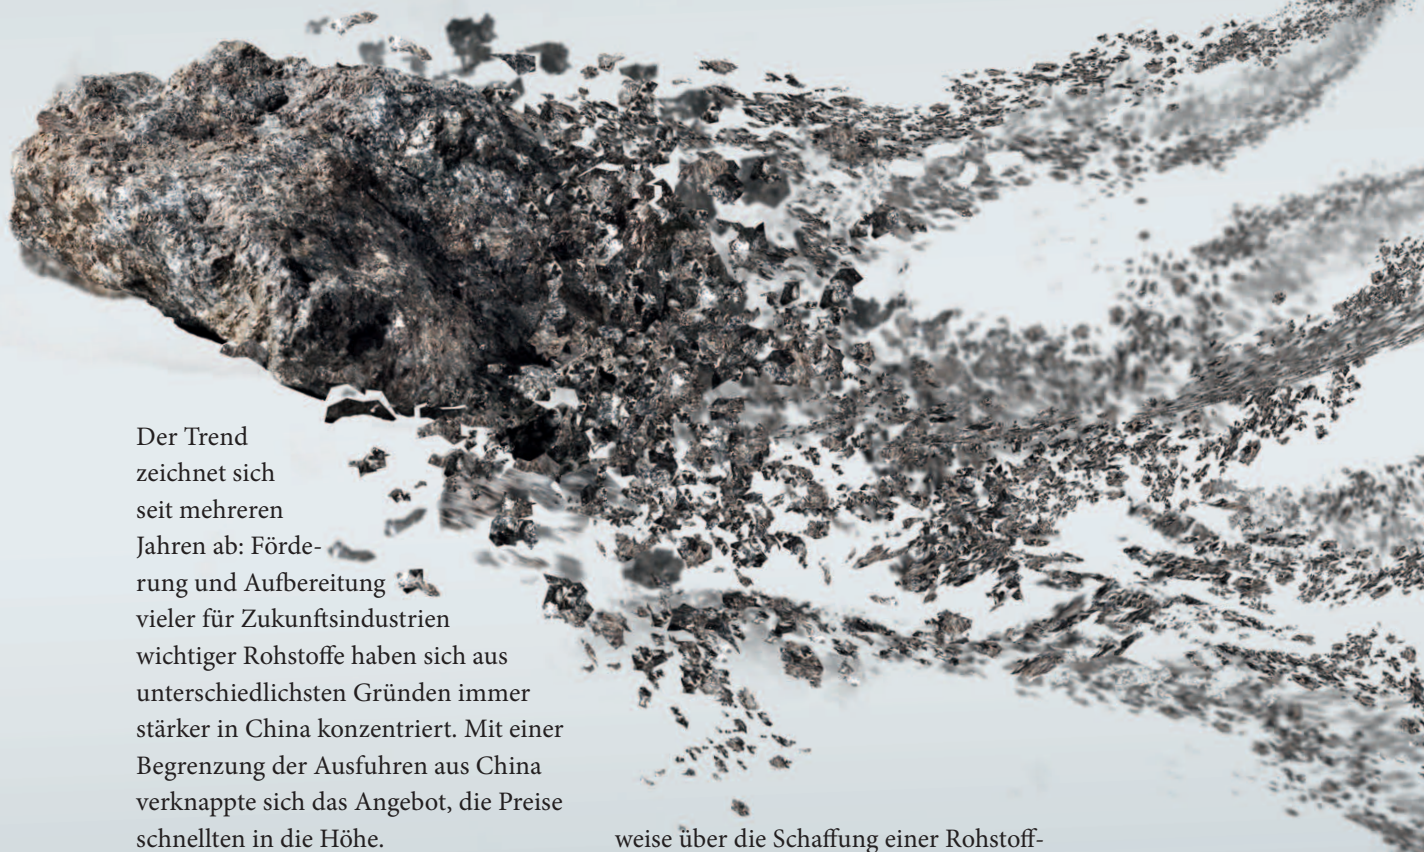 Der Trend
zeichnet sich
seit mehreren
Jahren ab: Förde-
rung und Aufbereitung
vieler für Zukunftsindustrien
wichtiger Rohstoffe haben sich aus
unterschiedlichsten Gründen immer
stärker in China konzentriert. Mit einer
Begrenzung der Ausfuhren aus China
verknappte sich das Angebot, die Preise
schnellten in die Höhe.
weise über die Schaffung einer Rohstoff-